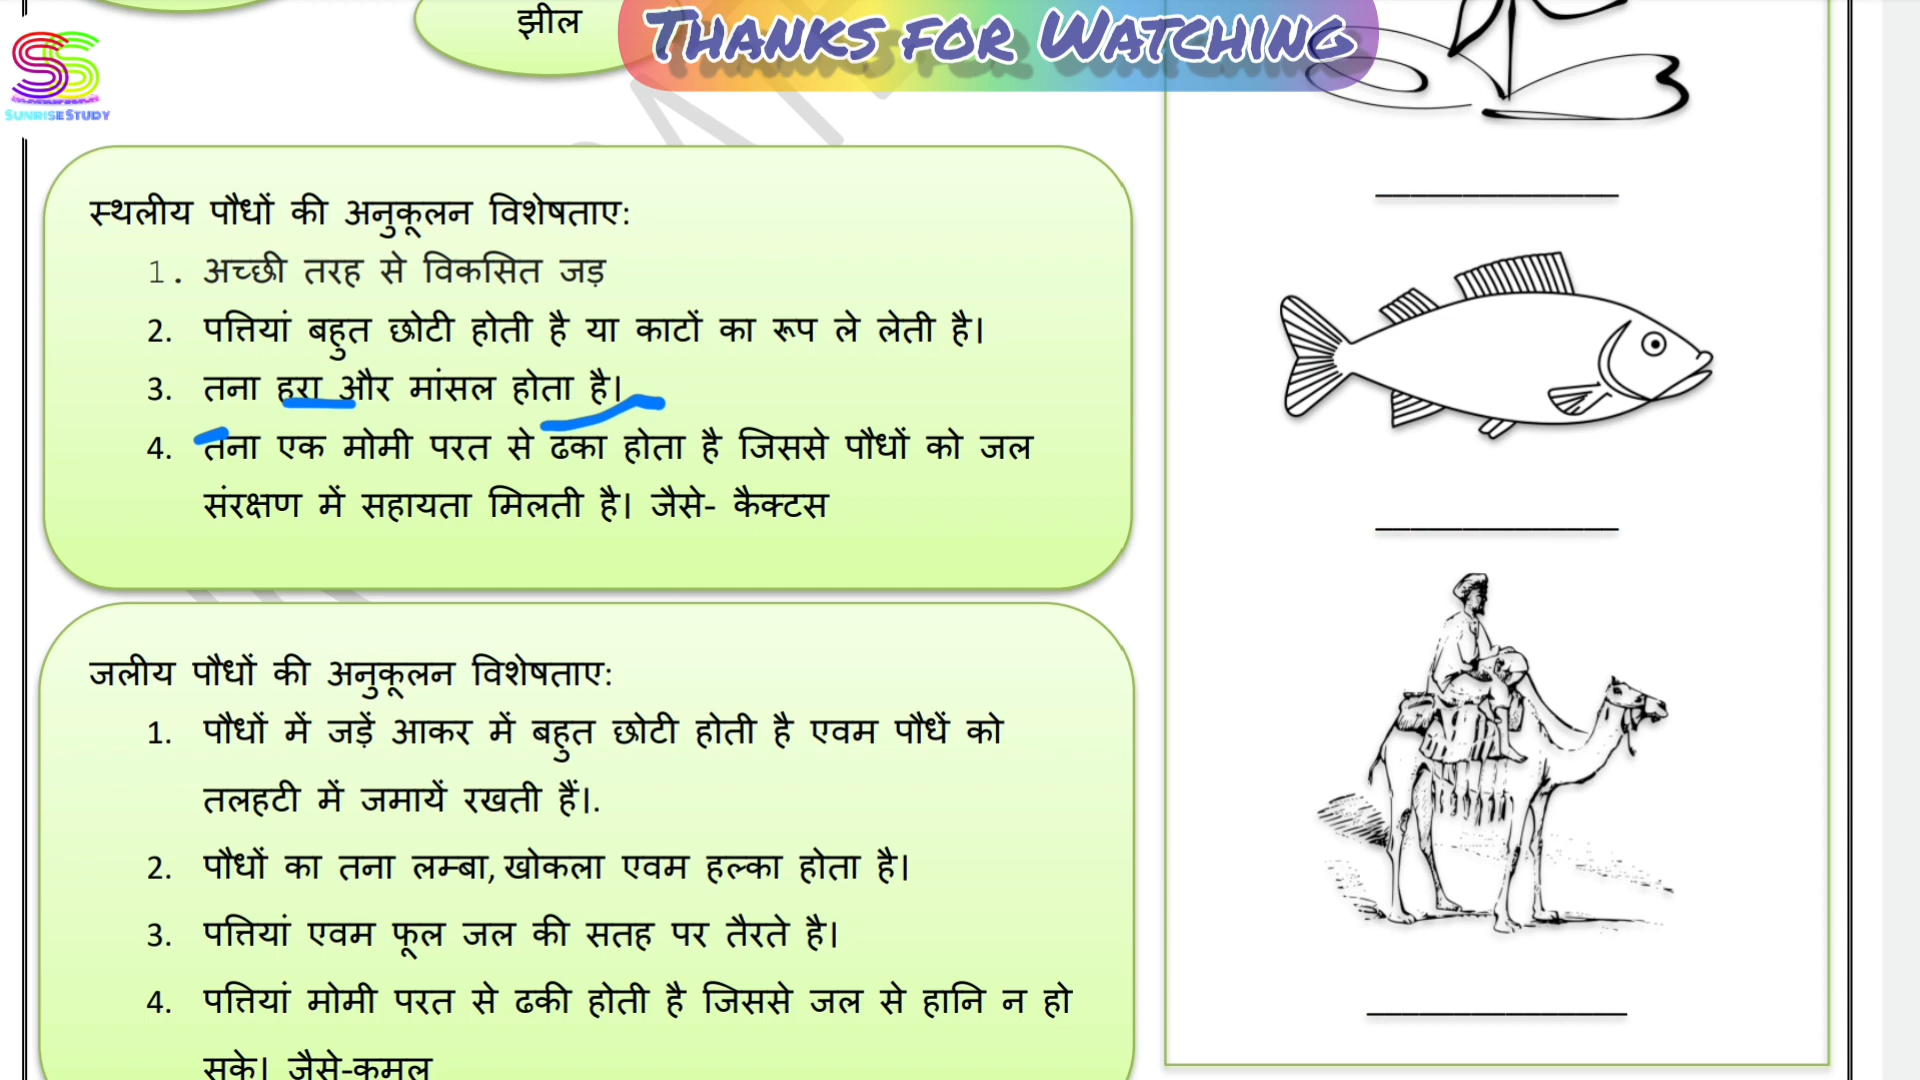 झील
THANKS FOR WATCHING
SS
SUNRISESTUDY
स्थलीय पौधों की अनुकूलन विशेषताए:
1. अच्छी तरह से विकसित जड़
2. पत्तियां बहुत छोटी होती है या काटों का रूप ले लेती है।
3. तना हरा और मांसल होता है।
4. तना एक मोमी परत से ढका होता है जिससे पौधों को जल
संरक्षण में सहायता मिलती है। जैसे- कैक्टस
जलीय पौधों की अनुकूलन विशेषताए:
1. पौधों में जड़ें आकर में बहुत छोटी होती है एवम पौधें को
तलहटी में जमायें रखती हैं।.
2. पौधों का तना लम्बा, खोकला एवम हल्का होता है।
3. पत्तियां एवम फूल जल की सतह पर तैरते है।
4. पत्तियां मोमी परत से ढकी होती है जिससे जल से हानि न हो
सके। जैसे-कमल